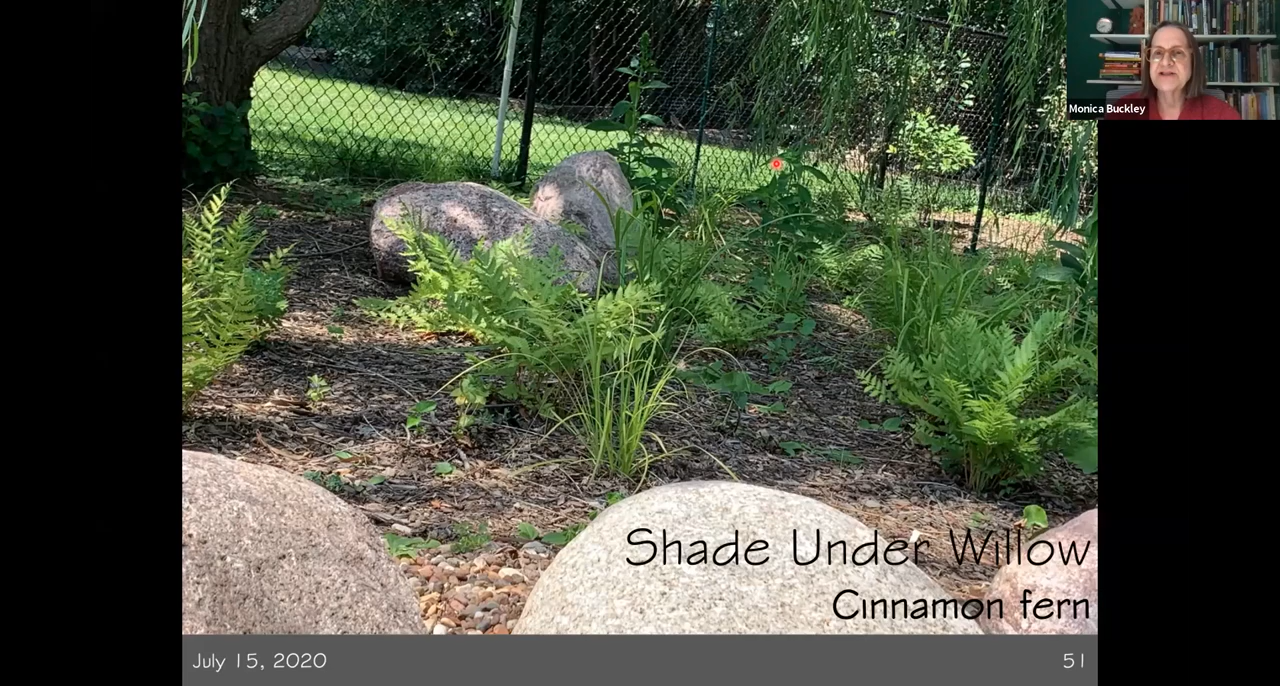 Monica Buckley
Shade Under Willow
Cinnamon fern
July 15, 2020
51